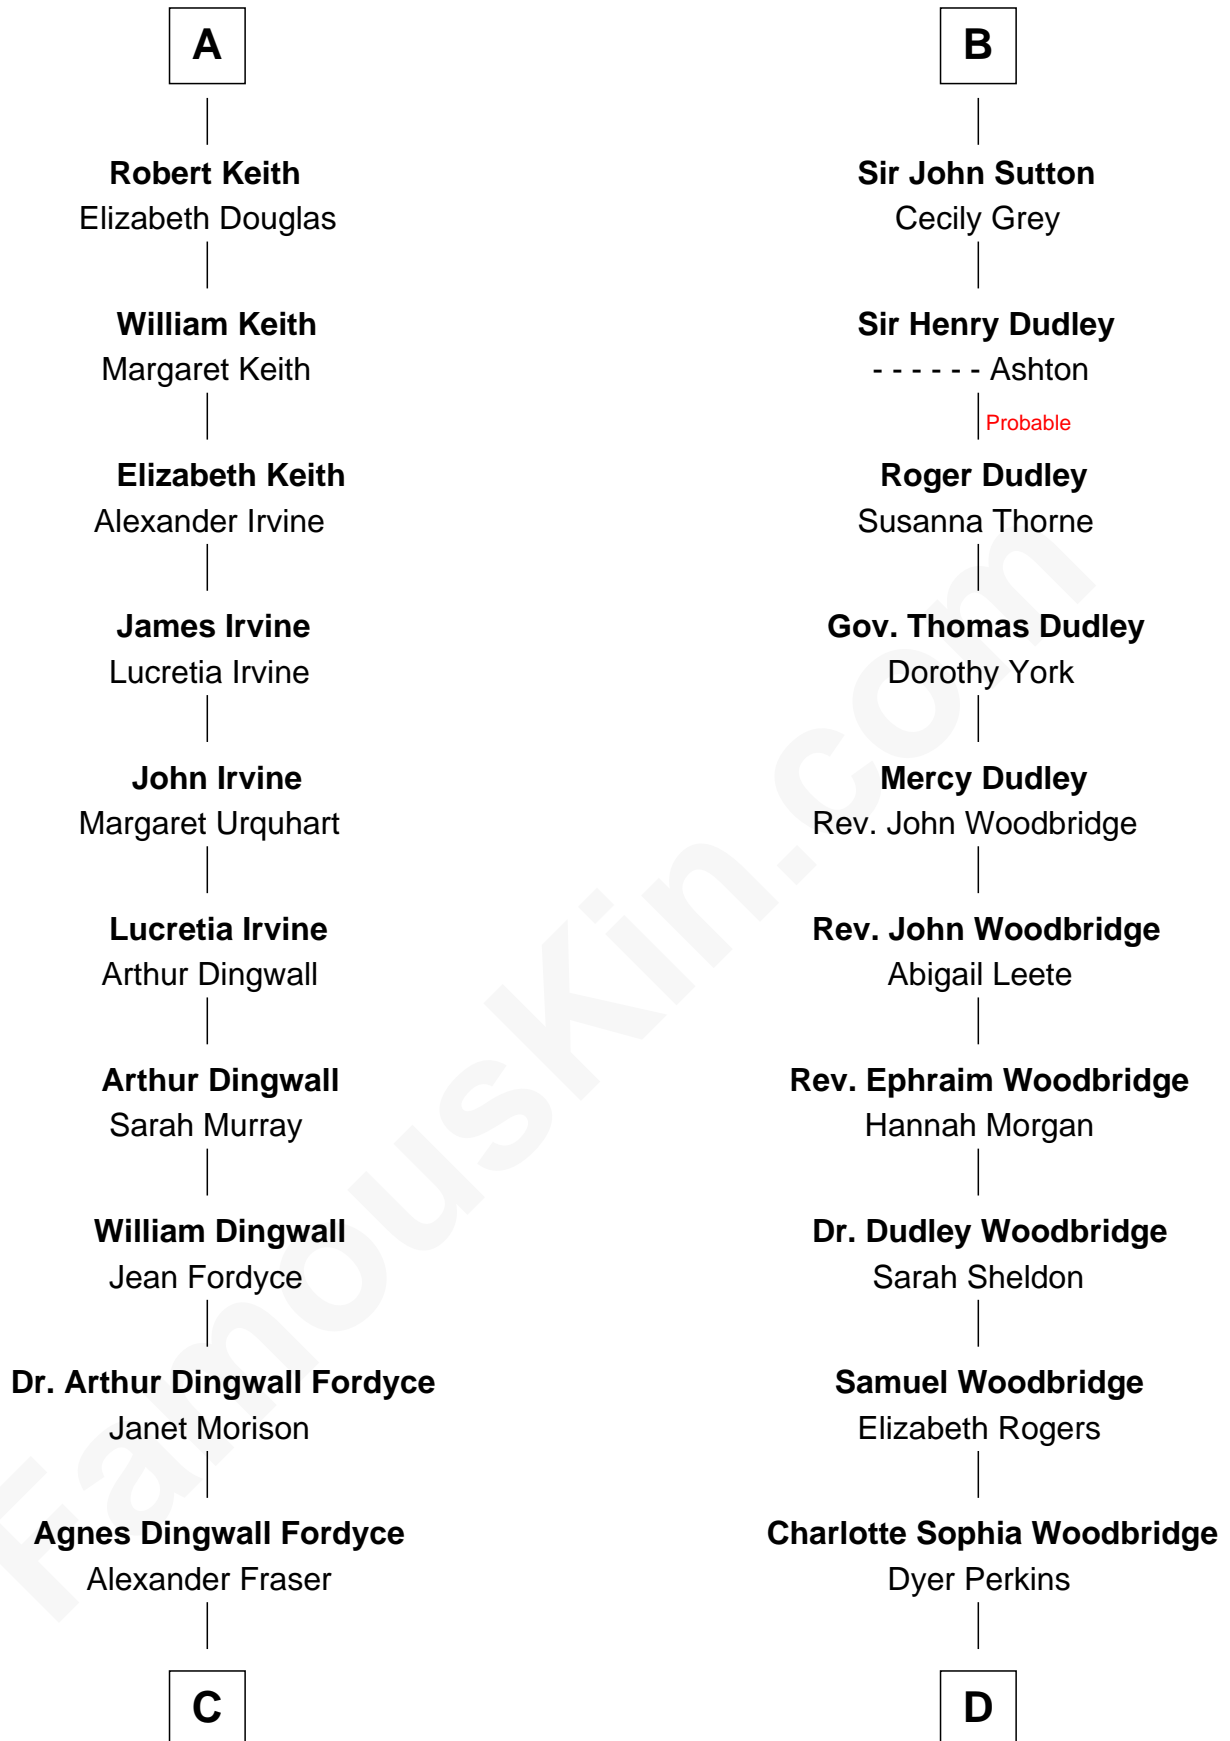 A
Robert Keith
Elizabeth Douglas
William Keith
Margaret Keith
Elizabeth Keith
Alexander Irvine
James Irvine
Lucretia Irvine
John Irvine
Margaret Urquhart
Lucretia Irvine
Arthur Dingwall
Arthur Dingwall
Sarah Murray
William Dingwall
Jean Fordyce
Dr. Arthur Dingwall Fordyce
Janet Morison
Agnes Dingwall Fordyce
Alexander Fraser
C
B
Sir John Sutton
Cecily Grey
Sir Henry Dudley
- - - - - - Ashton
Probable
Roger Dudley
Susanna Thorne
Gov. Thomas Dudley
Dorothy York
Mercy Dudley
Rev. John Woodbridge
Rev. John Woodbridge
Abigail Leete
Rev. Ephraim Woodbridge
Hannah Morgan
Dr. Dudley Woodbridge
Sarah Sheldon
Samuel Woodbridge
Elizabeth Rogers
Charlotte Sophia Woodbridge
Dyer Perkins
D
FamousKin.com